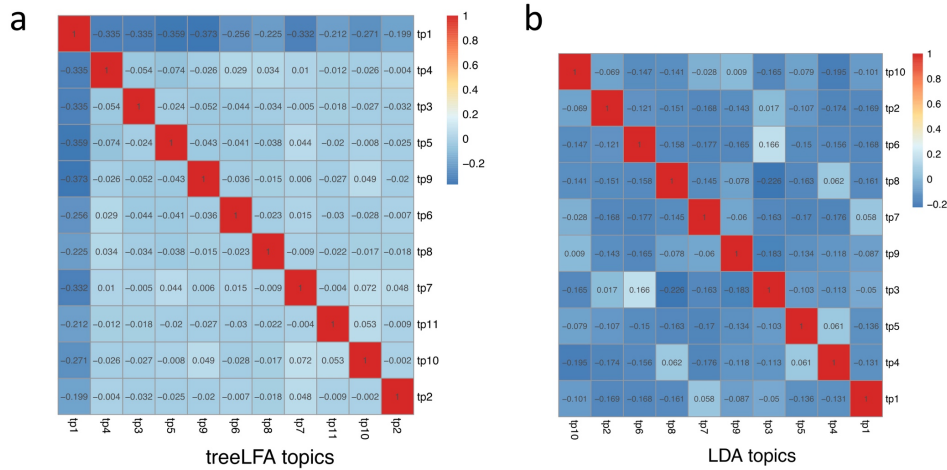 a
1 −0.335 −0.335 −0.359 −0.373 −0.256 −0.225 −0.332 −0.212 −0.271 −0.199 tp1
−0.335 1 −0.054 −0.074 −0.026 0.029 0.034 0.01 −0.012 −0.026 −0.004 tp4
−0.335 −0.054 1 −0.024 −0.052 −0.044 −0.034 −0.005 −0.018 −0.027 −0.032 tp3
−0.359 −0.074 −0.024 1 −0.043 −0.041 −0.038 0.044 −0.02 −0.008 −0.025 tp5
−0.373 −0.026 −0.052 −0.043 1 −0.036 −0.015 0.006 −0.027 0.049 −0.02 tp9
−0.256 0.029 −0.044 −0.041 −0.036 1 −0.023 0.015 −0.03 −0.028 −0.007 tp6
−0.225 0.034 −0.034 −0.038 −0.015 −0.023 1 −0.009 −0.022 −0.017 −0.018 tp8
−0.332 0.01 −0.005 0.044 0.006 0.015 −0.009 1 −0.004 0.072 0.048 tp7
−0.212 −0.012 −0.018 −0.02 −0.027 −0.03 −0.022 −0.004 1 0.053 −0.009 tp11
−0.271 −0.026 −0.027 −0.008 0.049 −0.028 −0.017 0.072 0.053 1 −0.002 tp10
−0.199 −0.004 −0.032 −0.025 −0.02 −0.007 −0.018 0.048 −0.009 −0.002 1 tp2
tp1 tp4 tp3 tp5 tp9 tp6 tp8 tp7 tp11 tp10 tp2
treeLFA topics
1
0.8
0.6
0.4
0.2
0
−0.2
b
1 −0.069 −0.147 −0.141 −0.028 0.009 −0.165 −0.079 −0.195 −0.101 tp10
−0.069 1 −0.121 −0.151 −0.168 −0.143 0.017 −0.107 −0.174 −0.169 tp2
−0.147 −0.121 1 −0.158 −0.177 −0.165 0.166 −0.15 −0.156 −0.168 tp6
−0.141 −0.151 −0.158 1 −0.145 −0.078 −0.226 −0.163 0.062 −0.161 tp8
−0.028 −0.168 −0.177 −0.145 1 −0.06 −0.163 −0.17 −0.176 0.058 tp7
0.009 −0.143 −0.165 −0.078 −0.06 1 −0.183 −0.134 −0.118 −0.087 tp9
−0.165 0.017 0.166 −0.226 −0.163 −0.183 1 −0.103 −0.113 −0.05 tp3
−0.079 −0.107 −0.15 −0.163 −0.17 −0.134 −0.103 1 0.061 −0.136 tp5
−0.195 −0.174 −0.156 0.062 −0.176 −0.118 −0.113 0.061 1 −0.131 tp4
−0.101 −0.169 −0.168 −0.161 0.058 −0.087 −0.05 −0.136 −0.131 1 tp1
tp10 tp2 tp6 tp8 tp7 tp9 tp3 tp5 tp4 tp1
LDA topics
1
0.8
0.6
0.4
0.2
0
−0.2